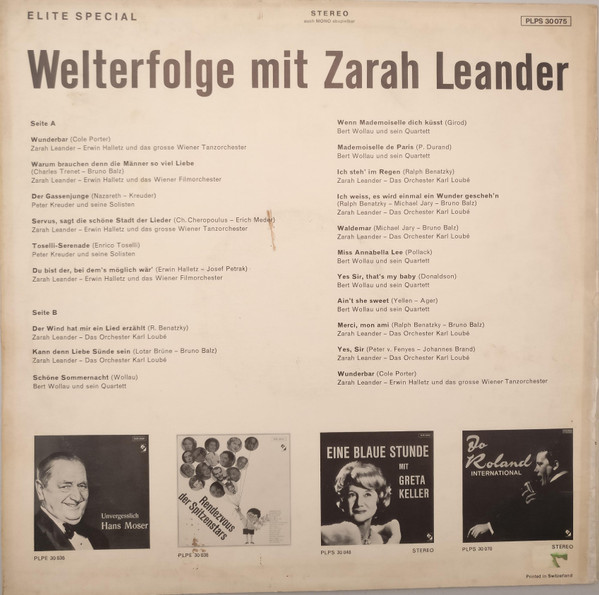 ELITE SPECIAL
STEREO
auch MONO abspielbar
PLPS 30 075
Welterfolge mit Zarah Leander
Seite A
Wunderbar (Cole Porter)
Zarah Leander – Erwin Halletz und das grosse Wiener Tanzorchester
Warum brauchen denn die Männer so viel Liebe
(Charles Trenet – Bruno Balz)
Zarah Leander – Erwin Halletz und das Wiener Filmorchester
Der Gassenjunge (Nazareth – Kreuder)
Peter Kreuder und seine Solisten
Servus, sagt die schöne Stadt der Lieder (Ch. Cheropoulus – Erich Meder)
Zarah Leander – Erwin Halletz und das grosse Wiener Tanzorchester
Toselli-Serenade (Enrico Toselli)
Peter Kreuder und seine Solisten
Du bist der, bei dem's möglich wär' (Erwin Halletz – Josef Petrak)
Zarah Leander – Erwin Halletz und das Wiener Filmorchester
Seite B
Der Wind hat mir ein Lied erzählt (R. Benatzky)
Zarah Leander – Das Orchester Karl Loubé
Kann denn Liebe Sünde sein (Lotar Brüne – Bruno Balz)
Zarah Leander – Das Orchester Karl Loubé
Schöne Sommernacht (Wollau)
Bert Wollau und sein Quartett
Wenn Mademoiselle dich küsst (Girod)
Bert Wollau und sein Quartett
Mademoiselle de Paris (P. Durand)
Bert Wollau und sein Quartett
Ich steh' im Regen (Ralph Benatzky)
Zarah Leander – Das Orchester Karl Loubé
Ich weiss, es wird einmal ein Wunder gescheh'n
(Ralph Benatzky – Michael Jary – Bruno Balz)
Zarah Leander – Das Orchester Karl Loubé
Waldemar (Michael Jary – Bruno Balz)
Zarah Leander – Das Orchester Karl Loubé
Miss Annabella Lee (Pollack)
Bert Wollau und sein Quartett
Yes Sir, that's my baby (Donaldson)
Bert Wollau und sein Quartett
Ain't she sweet (Yellen – Ager)
Bert Wollau und sein Quartett
Merci, mon ami (Ralph Benatzky – Bruno Balz)
Zarah Leander – Das Orchester Karl Loubé
Yes, Sir (Peter v. Fenyes – Johannes Brand)
Zarah Leander – Das Orchester Karl Loubé
Wunderbar (Cole Porter)
Zarah Leander – Erwin Halletz und das grosse Wiener Tanzorchester
Unvergesslich
Hans Moser
PLPE 30 036
Rendezvous
der Spitzenstars
PLPE
EINE BLAUE STUNDE
MIT
GRETA
KELLER
PLPS 30 048
STEREO
Jo
Roland
INTERNATIONAL
PLPS
STEREO
Printed in Switzerland